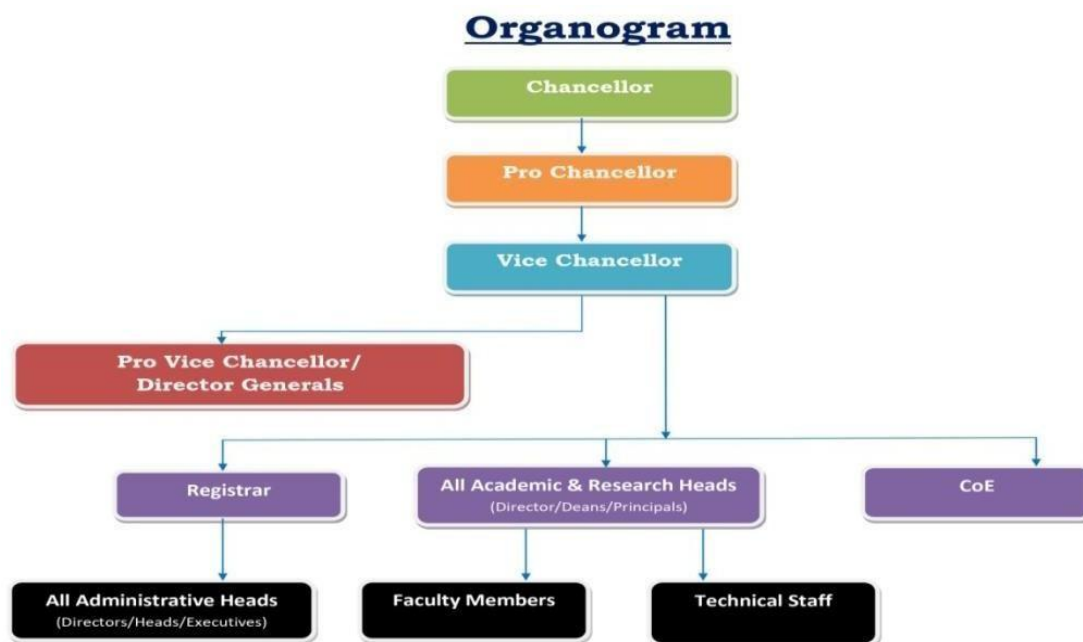 Organogram
Chancellor
Pro Chancellor
Vice Chancellor
Pro Vice Chancellor/
Director Generals
Registrar
All Academic & Research Heads
(Director/Deans/Principals)
CoE
All Administrative Heads
(Directors/Heads/Executives)
Faculty Members
Technical Staff